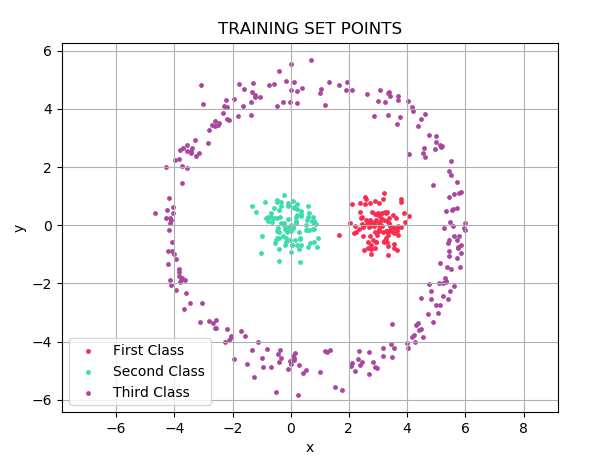 TRAINING SET POINTS
y
6
4
2
0
−2
−4
−6
First Class
Second Class
Third Class
−6 −4 −2 0 2 4 6 8
x